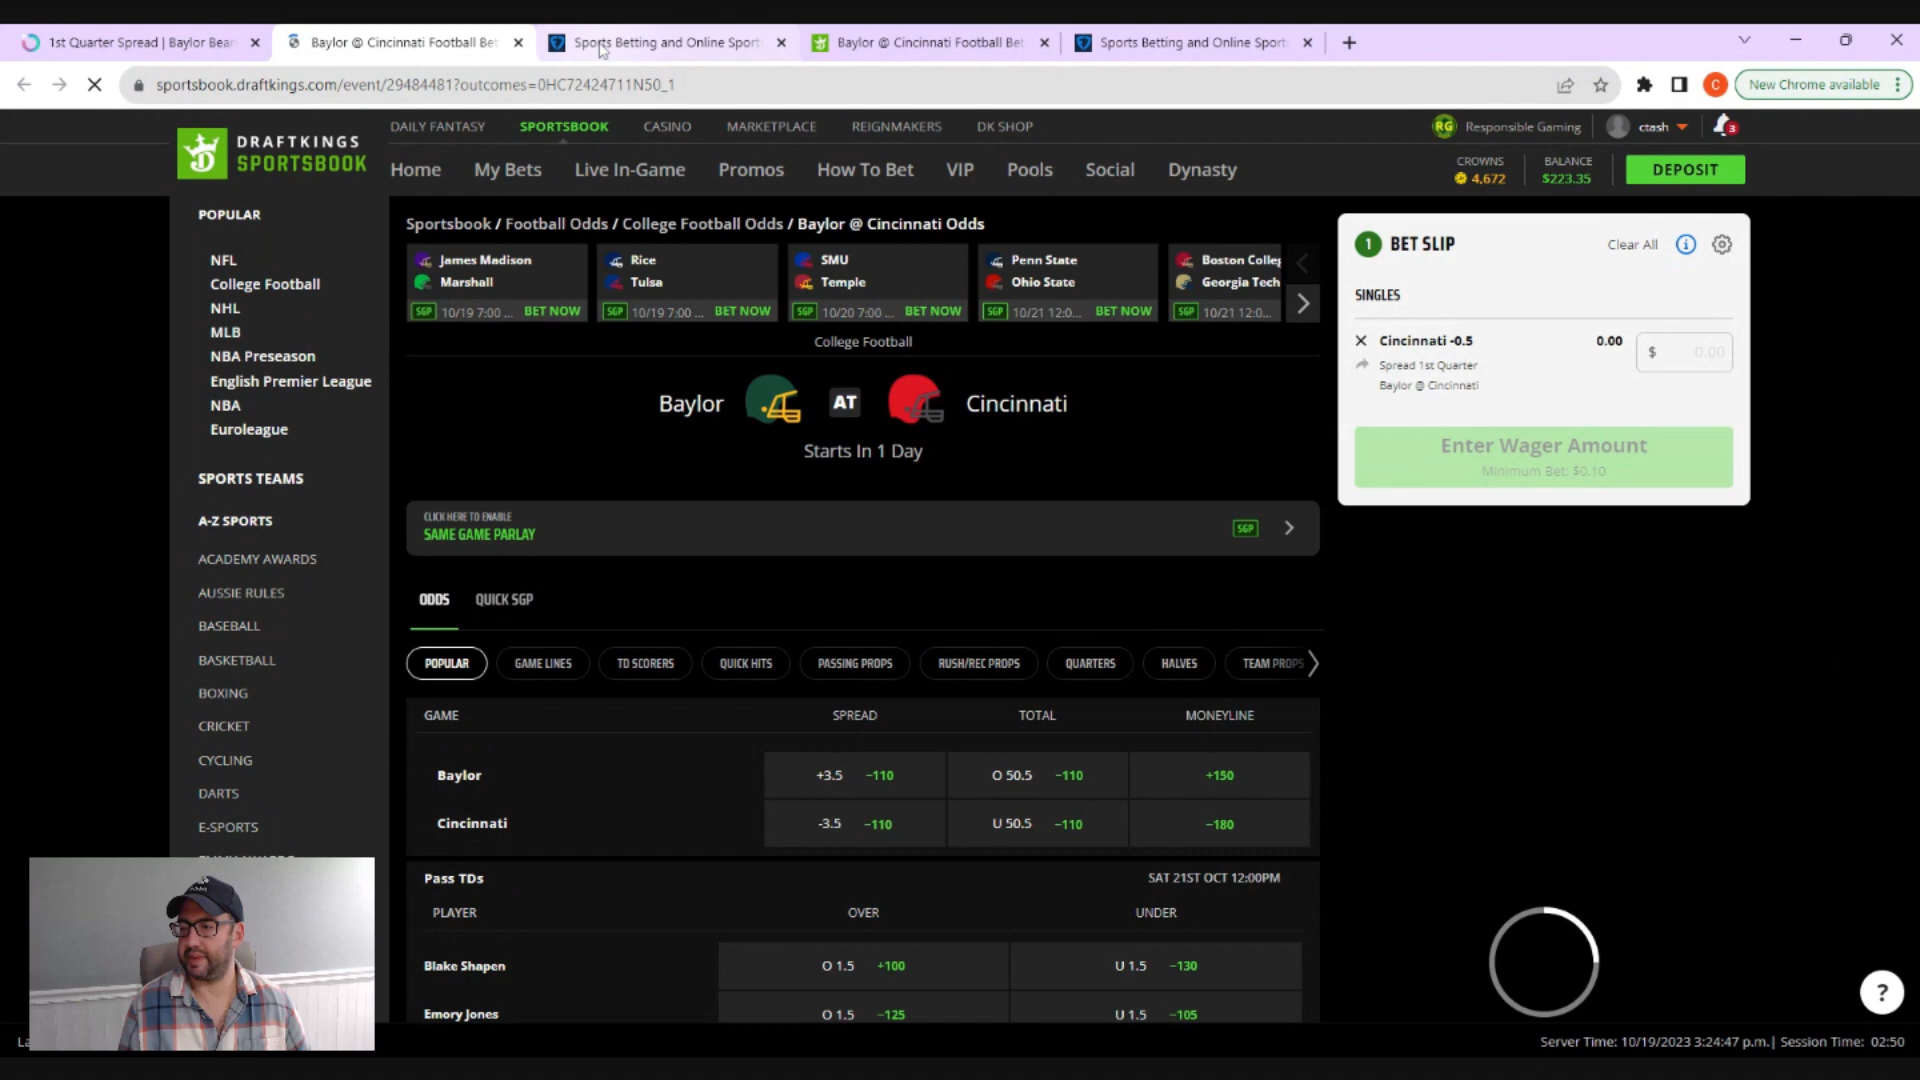 1st Quarter Spread | Baylor Bear
Baylor @ Cincinnati Football Bet
Sports Betting and Online Sport
Baylor @ Cincinnati Football Bet
Sports Betting and Online Sport
sportsbook.draftkings.com/event/29484481?outcomes=0HC72424711N50_1
C
New Chrome available
DRAFTKINGS
SPORTSBOOK
DAILY FANTASY SPORTSBOOK CASINO MARKETPLACE REIGNMAKERS DK SHOP
RG Responsible Gaming ctash 3
Home My Bets Live In-Game Promos How To Bet VIP Pools Social Dynasty
CROWNS 4,672
BALANCE $223.35
DEPOSIT
POPULAR
NFL
College Football
NHL
MLB
NBA Preseason
English Premier League
NBA
Euroleague
SPORTS TEAMS
A-Z SPORTS
ACADEMY AWARDS
AUSSIE RULES
BASEBALL
BASKETBALL
BOXING
CRICKET
CYCLING
DARTS
E-SPORTS
Sportsbook / Football Odds / College Football Odds / Baylor @ Cincinnati Odds
James Madison
Marshall
SGP 10/19 7:00 ... BET NOW
Rice
Tulsa
SGP 10/19 7:00 ... BET NOW
SMU
Temple
SGP 10/20 7:00 ... BET NOW
Penn State
Ohio State
SGP 10/21 12:0... BET NOW
Boston Colleg
Georgia Tech
SGP 10/21 12:0...
College Football
Baylor AT Cincinnati
Starts In 1 Day
CLICK HERE TO ENABLE
SAME GAME PARLAY
SGP
ODDS QUICK SGP
POPULAR GAME LINES TD SCORERS QUICK HITS PASSING PROPS RUSH/REC PROPS QUARTERS HALVES TEAM PROPS
GAME SPREAD TOTAL MONEYLINE
Baylor +3.5 −110 O 50.5 −110 +150
Cincinnati -3.5 −110 U 50.5 −110 −180
Pass TDs SAT 21ST OCT 12:00PM
PLAYER OVER UNDER
Blake Shapen O 1.5 +100 U 1.5 −130
Emory Jones O 1.5 −125 U 1.5 −105
1 BET SLIP Clear All
SINGLES
Cincinnati -0.5 0.00 $ 0.00
Spread 1st Quarter
Baylor @ Cincinnati
Enter Wager Amount
Minimum Bet: $0.10
?
La
Server Time: 10/19/2023 3:24:47 p.m.| Session Time: 02:50